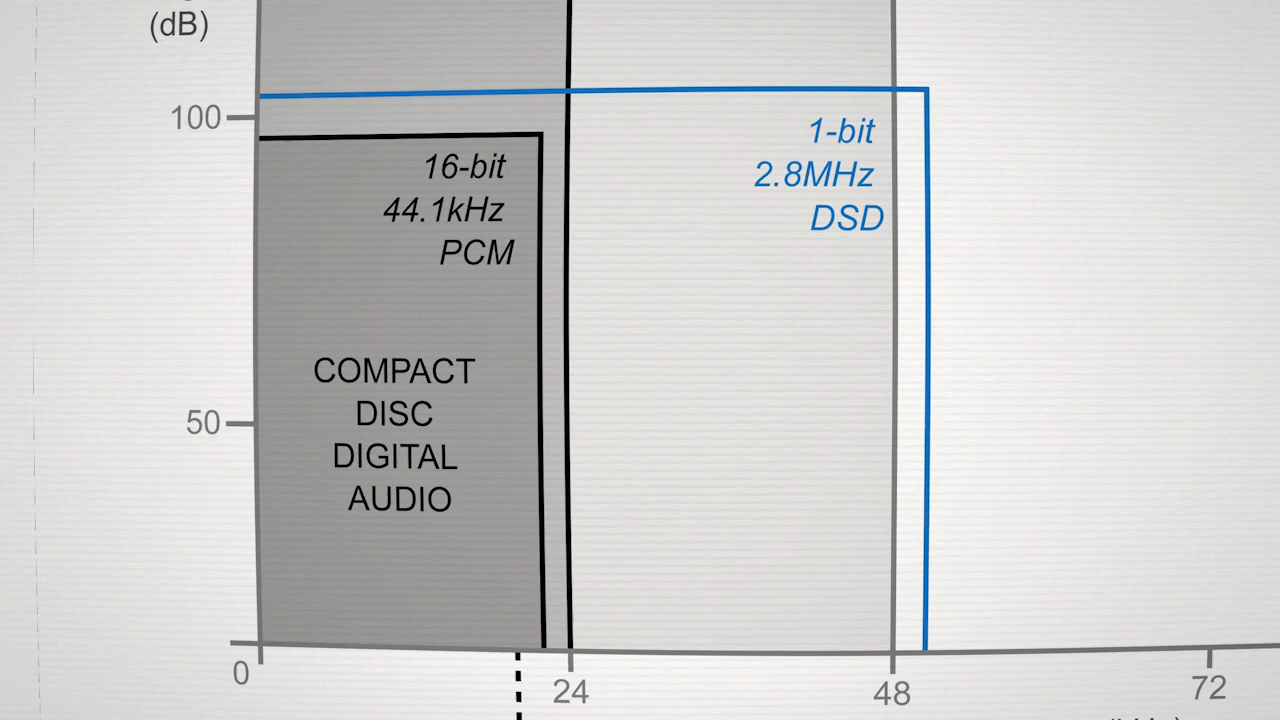 (dB)
100
50
16-bit
44.1kHz
PCM
1-bit
2.8MHz
DSD
COMPACT
DISC
DIGITAL
AUDIO
0
24
48
72